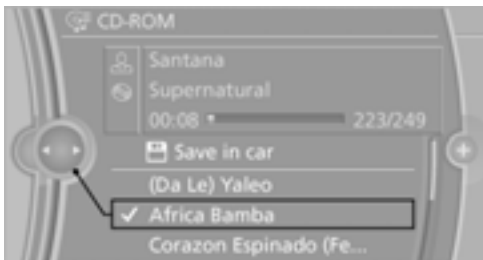 CD-ROM
Santana
Supernatural
00:08 223/249
Save in car
(Da Le) Yaleo
Africa Bamba
Corazon Espinado (Fe...